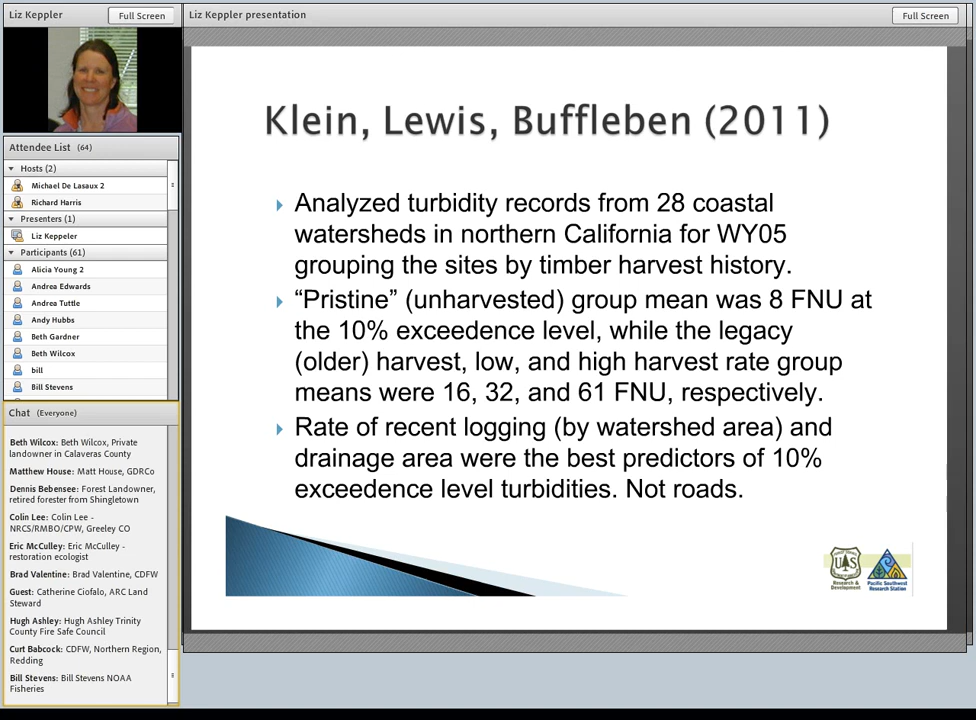 Liz Keppler
Full Screen
Liz Keppler presentation
Full Screen
Attendee List (64)
Hosts (2)
Michael De Lasaux 2
Richard Harris
Presenters (1)
Liz Keppeler
Participants (61)
Alicia Young 2
Andrea Edwards
Andrea Tuttle
Andy Hubbs
Beth Gardner
Beth Wilcox
bill
Bill Stevens
Chat (Everyone)
Beth Wilcox: Beth Wilcox, Private
landowner in Calaveras County
Matthew House: Matt House, GDRCo
Dennis Bebensee: Forest Landowner,
retired forester from Shingletown
Colin Lee: Colin Lee -
NRCS/RMBO/CPW, Greeley CO
Eric McCulley: Eric McCulley -
restoration ecologist
Brad Valentine: Brad Valentine, CDFW
Guest: Catherine Ciofalo, ARC Land
Steward
Hugh Ashley: Hugh Ashley Trinity
County Fire Safe Council
Curt Babcock: CDFW, Northern Region,
Redding
Bill Stevens: Bill Stevens NOAA
Fisheries
Klein, Lewis, Buffleben (2011)
Analyzed turbidity records from 28 coastal
watersheds in northern California for WY05
grouping the sites by timber harvest history.
“Pristine” (unharvested) group mean was 8 FNU at
the 10% exceedence level, while the legacy
(older) harvest, low, and high harvest rate group
means were 16, 32, and 61 FNU, respectively.
Rate of recent logging (by watershed area) and
drainage area were the best predictors of 10%
exceedence level turbidities. Not roads.
UAS
Research &
Development
Pacific Southwest
Research Station